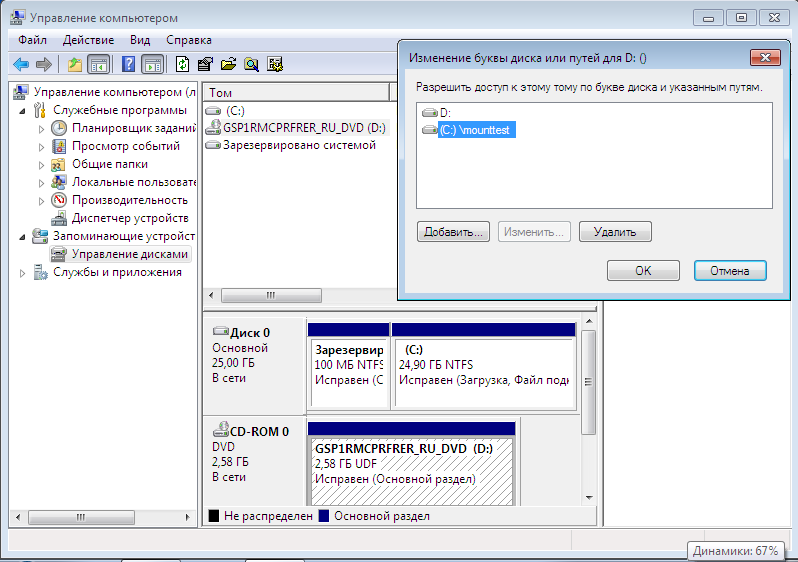 Управление компьютером
Файл Действие Вид Справка
Управление компьютером (л
Служебные программы
Планировщик заданий
Просмотр событий
Общие папки
Локальные пользовате
Производительность
Диспетчер устройств
Запоминающие устройст
Управление дисками
Службы и приложения
Том
(C:)
GSP1RMCPRFRER_RU_DVD (D:)
Зарезервировано системой
Изменение буквы диска или путей для D: ()
Разрешить доступ к этому тому по букве диска и указанным путям.
D:
(C:) \mounttest
Добавить... Изменить... Удалить
OK Отмена
Диск 0
Основной
25,00 ГБ
В сети
Зарезервир
100 МБ NTFS
Исправен (С
(C:)
24,90 ГБ NTFS
Исправен (Загрузка, Файл подк
CD-ROM 0
DVD
2,58 ГБ
В сети
GSP1RMCPRFRER_RU_DVD (D:)
2,58 ГБ UDF
Исправен (Основной раздел)
Не распределен Основной раздел
Динамики: 67%